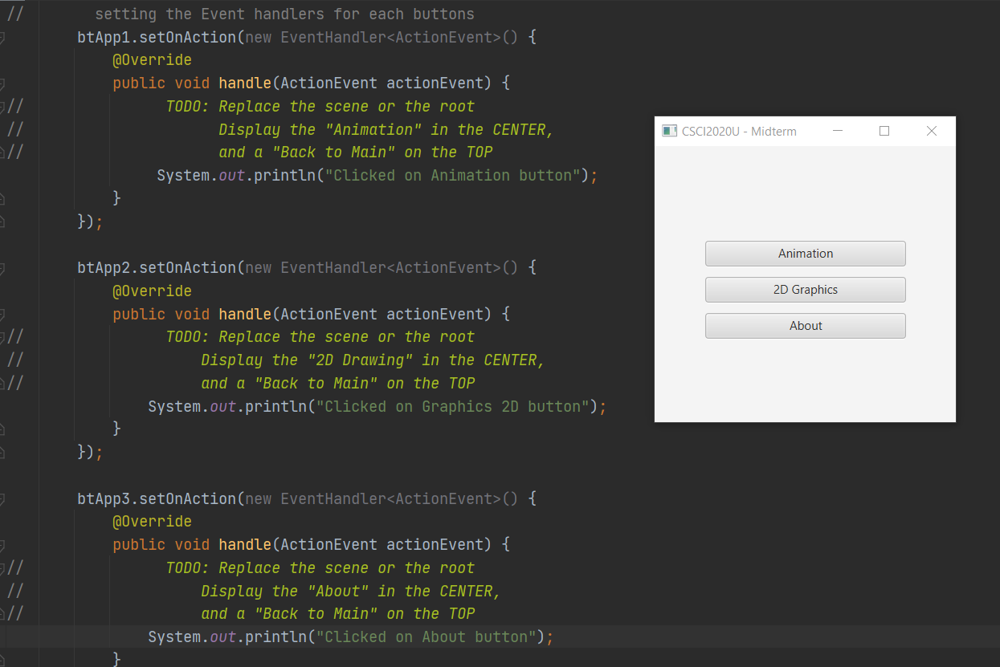 //        setting the Event handlers for each buttons
        btApp1.setOnAction(new EventHandler<ActionEvent>() {
            @Override
            public void handle(ActionEvent actionEvent) {
//                TODO: Replace the scene or the root
//                      Display the "Animation" in the CENTER,
//                      and a "Back to Main" on the TOP
                 System.out.println("Clicked on Animation button");
            }
        });

        btApp2.setOnAction(new EventHandler<ActionEvent>() {
            @Override
            public void handle(ActionEvent actionEvent) {
//                TODO: Replace the scene or the root
//                    Display the "2D Drawing" in the CENTER,
//                    and a "Back to Main" on the TOP
                System.out.println("Clicked on Graphics 2D button");
            }
        });

        btApp3.setOnAction(new EventHandler<ActionEvent>() {
            @Override
            public void handle(ActionEvent actionEvent) {
//                TODO: Replace the scene or the root
//                    Display the "About" in the CENTER,
//                    and a "Back to Main" on the TOP
                System.out.println("Clicked on About button");
            }
CSCI2020U - Midterm
Animation
2D Graphics
About